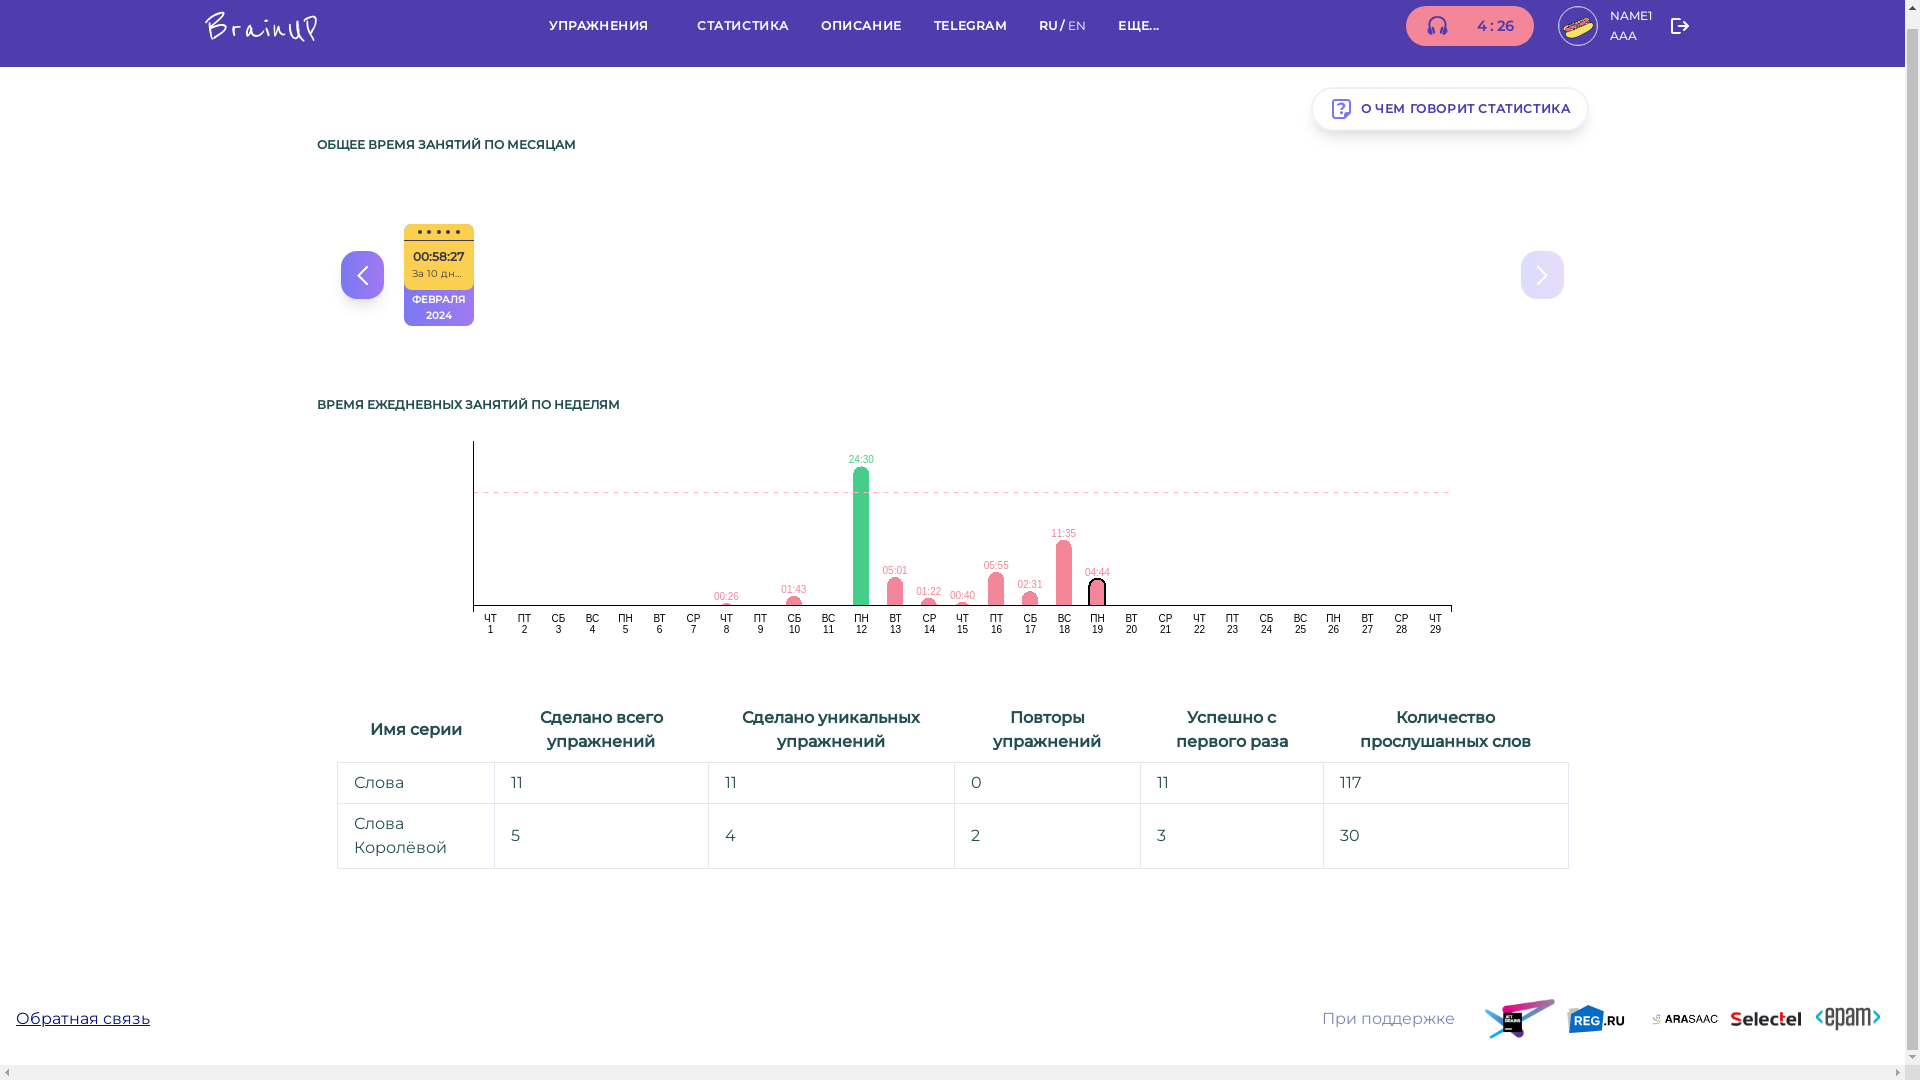 BrainUP
УПРАЖНЕНИЯ СТАТИСТИКА ОПИСАНИЕ TELEGRAM RU / EN ЕЩЕ... 4 : 26 NAME1
AAA
О ЧЕМ ГОВОРИТ СТАТИСТИКА
ОБЩЕЕ ВРЕМЯ ЗАНЯТИЙ ПО МЕСЯЦАМ
00:58:27
За 10 дн...
ФЕВРАЛЯ
2024
ВРЕМЯ ЕЖЕДНЕВНЫХ ЗАНЯТИЙ ПО НЕДЕЛЯМ
24:30
11:35
05:55
05:01
04:44
02:31
01:43
01:22
00:40
00:26
ЧТ ПТ СБ ВС ПН ВТ СР ЧТ ПТ СБ ВС ПН ВТ СР ЧТ ПТ СБ ВС ПН ВТ СР ЧТ ПТ СБ ВС ПН ВТ СР ЧТ
1 2 3 4 5 6 7 8 9 10 11 12 13 14 15 16 17 18 19 20 21 22 23 24 25 26 27 28 29
Имя серии
Сделано всего
упражнений
Сделано уникальных
упражнений
Повторы
упражнений
Успешно с
первого раза
Количество
прослушанных слов
Слова 11 11 0 11 117
Слова
Королёвой
5 4 2 3 30
Обратная связь
При поддержке
JET
BRAINS
REG.RU
ARASAAC
Selectel
<epam>